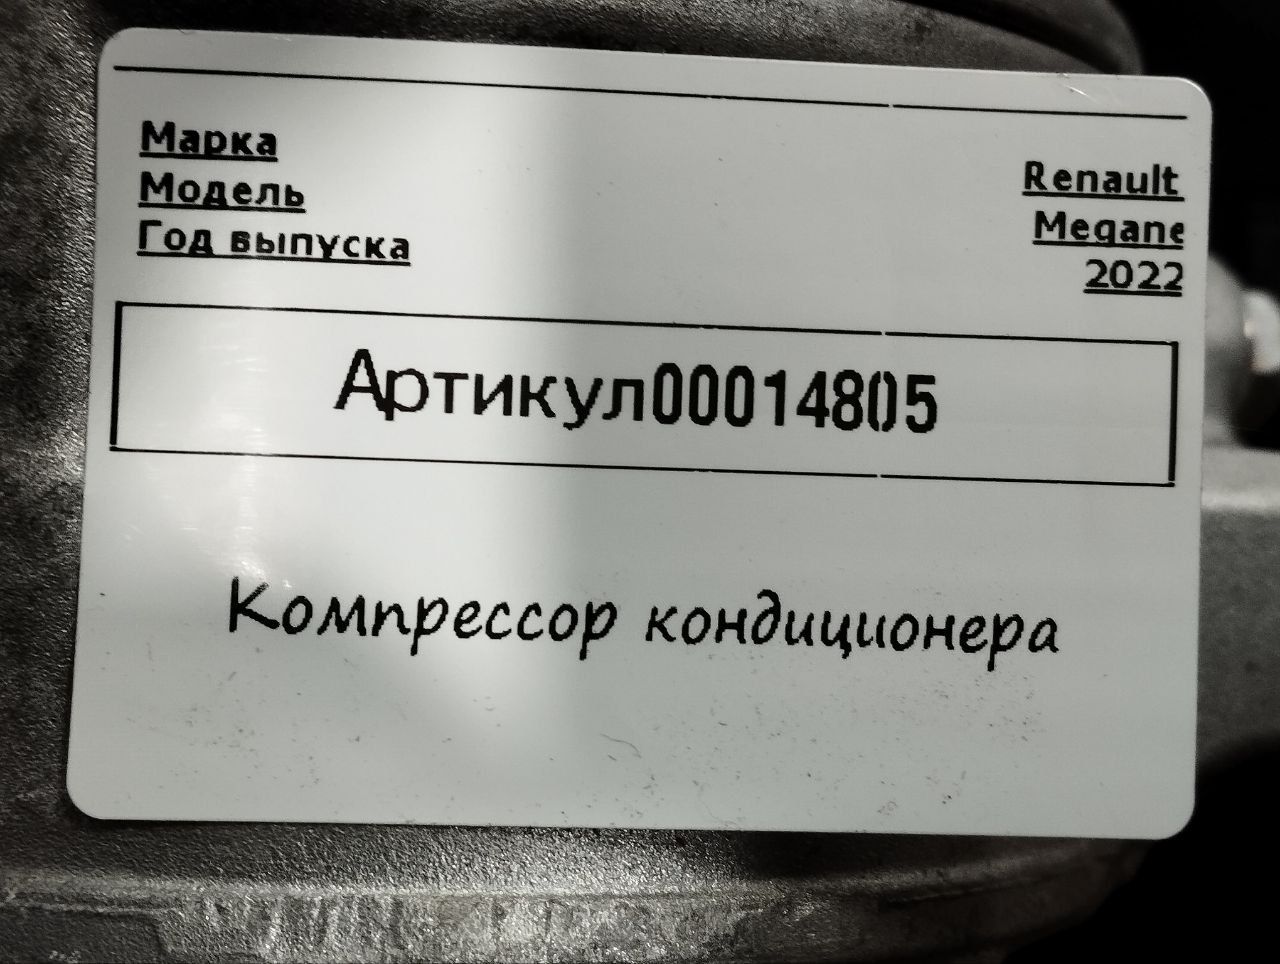 Марка
Модель
Год выпуска
Renault
Megane
2022
Артикул00014805
Компрессор кондиционера